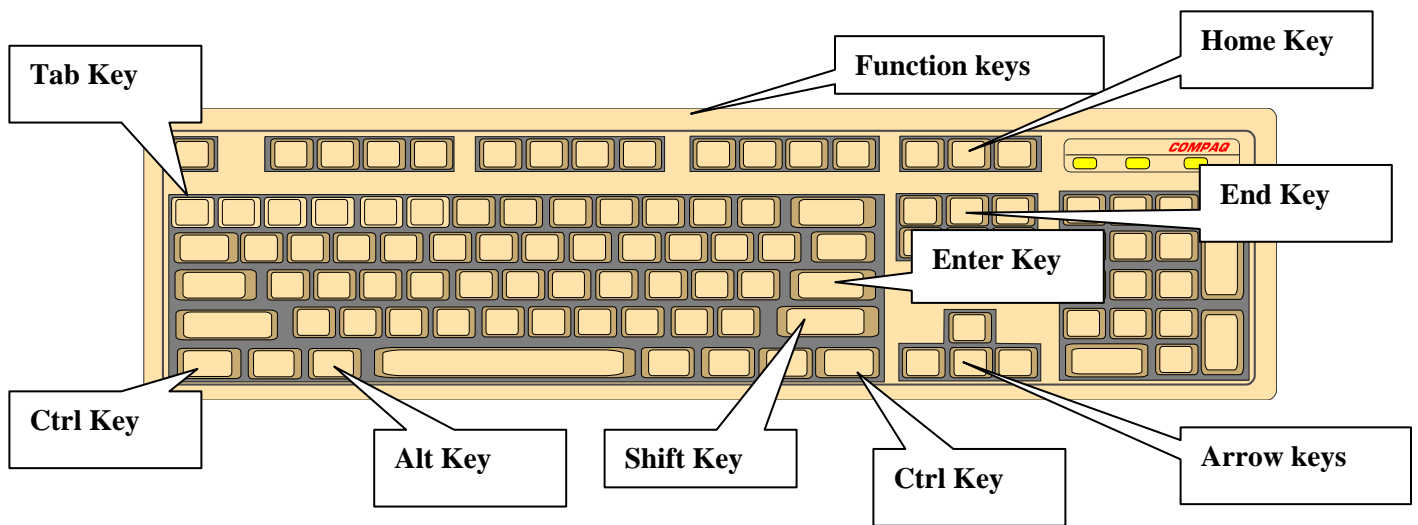 Home Key
Function keys
Tab Key
COMPAQ
End Key
Enter Key
Ctrl Key
Alt Key
Shift Key
Ctrl Key
Arrow keys